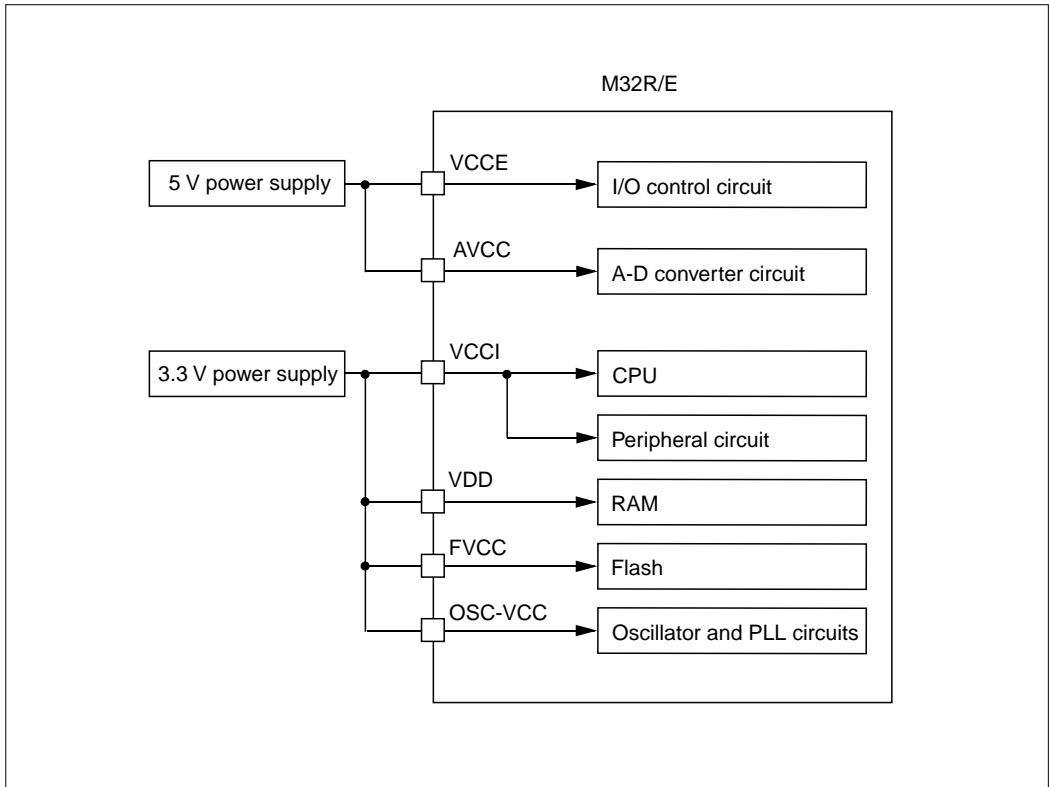 M32R/E
VCCE
5 V power supply
I/O control circuit
AVCC
A-D converter circuit
VCCI
3.3 V power supply
CPU
Peripheral circuit
VDD
RAM
FVCC
Flash
OSC-VCC
Oscillator and PLL circuits